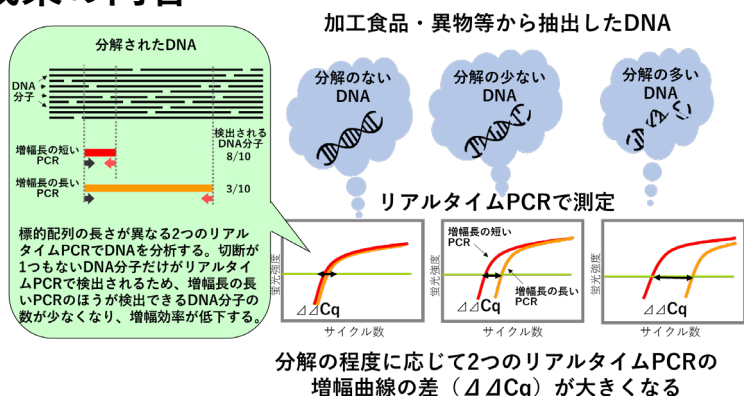 加工食品・異物等から抽出したDNA
分解されたDNA
DNA
分子
検出される
DNA分子
増幅長の短い
PCR
8/10
増幅長の長い
PCR
3/10
標的配列の長さが異なる2つのリアル
タイムPCRでDNAを分析する。切断が
1つもないDNA分子だけがリアルタイ
ムPCRで検出されるため、増幅長の長
いPCRのほうが検出できるDNA分子の
数が少なくなり、増幅効率が低下する。
分解のない
DNA
分解の少ない
DNA
分解の多い
DNA
リアルタイムPCRで測定
蛍光強度
⊿⊿Cq
サイクル数
蛍光強度
増幅長の短い
PCR
増幅長の長い
PCR
⊿⊿Cq
サイクル数
蛍光強度
⊿⊿Cq
サイクル数
分解の程度に応じて2つのリアルタイムPCRの
増幅曲線の差（⊿⊿Cq）が大きくなる